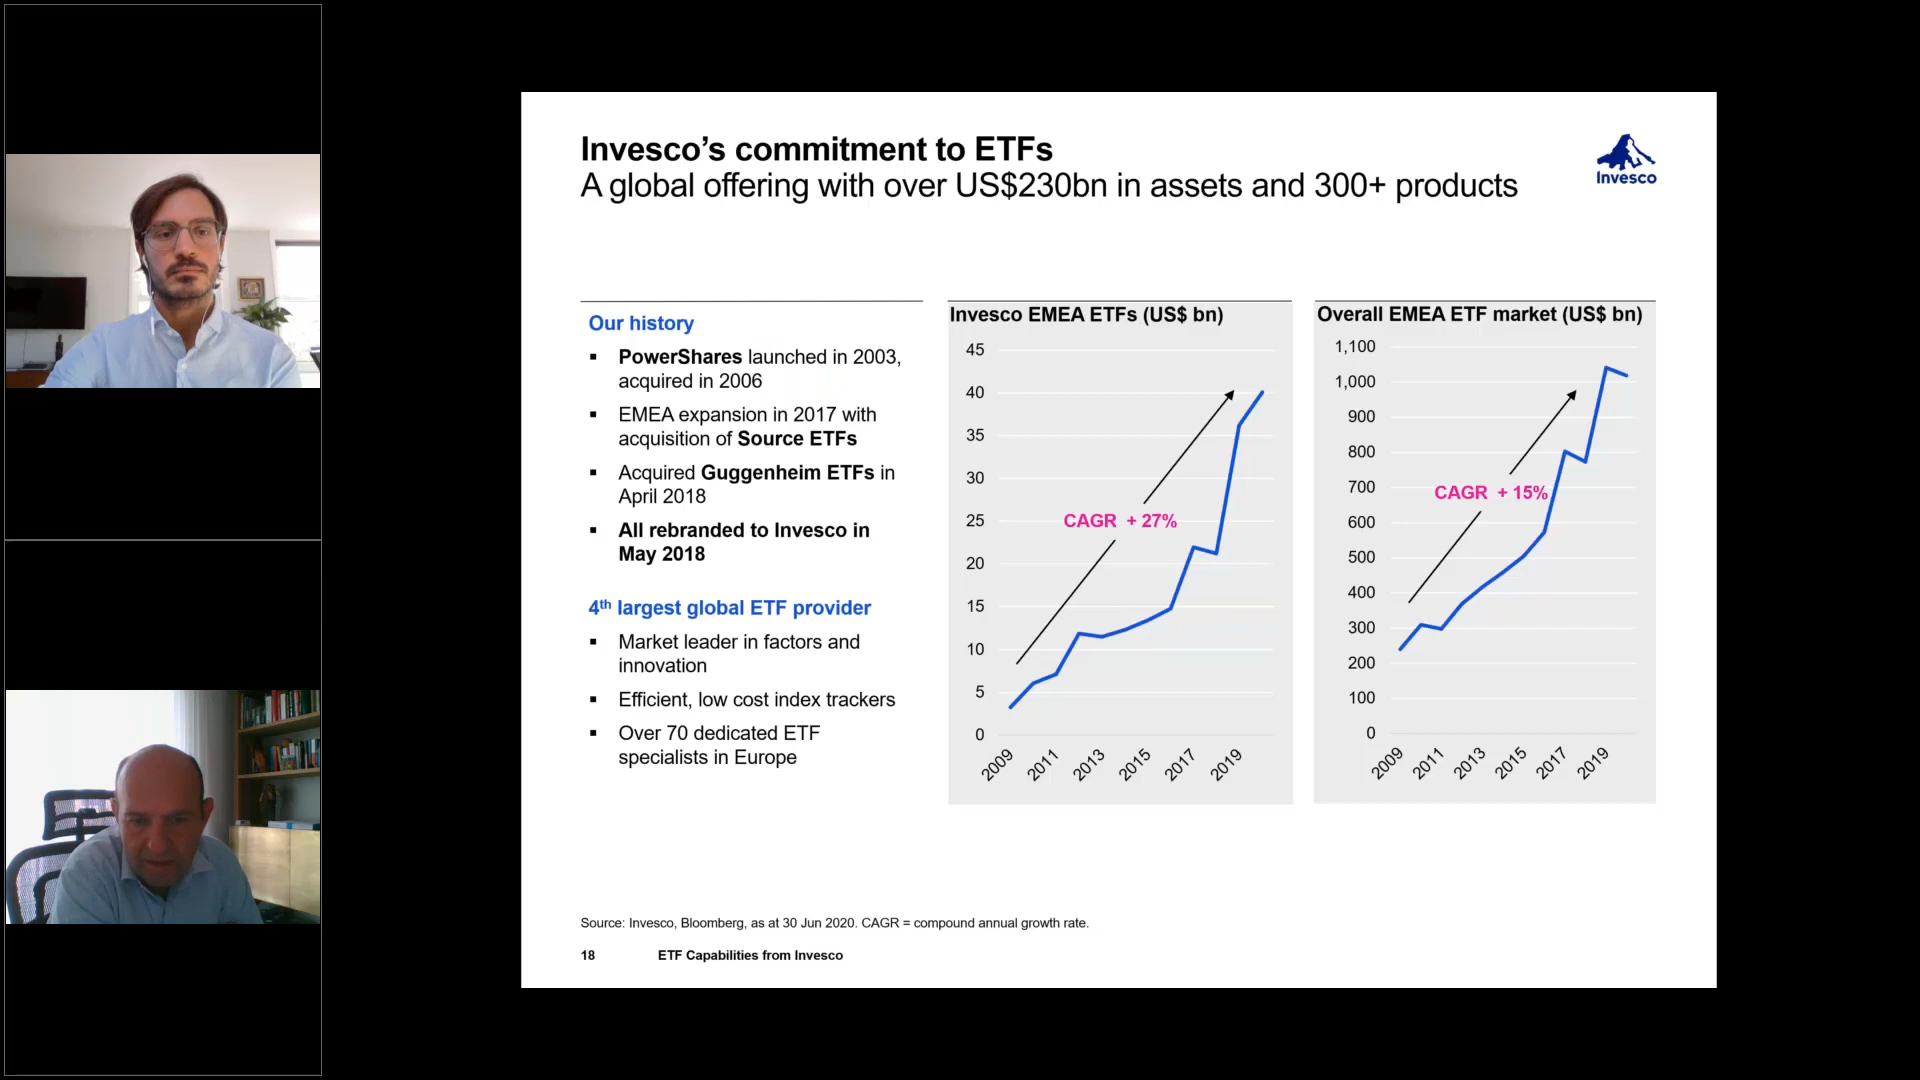 Invesco’s commitment to ETFs
A global offering with over US$230bn in assets and 300+ products
Invesco
Our history
▪ PowerShares launched in 2003,
acquired in 2006
▪ EMEA expansion in 2017 with
acquisition of Source ETFs
▪ Acquired Guggenheim ETFs in
April 2018
▪ All rebranded to Invesco in
May 2018
4th largest global ETF provider
▪ Market leader in factors and
innovation
▪ Efficient, low cost index trackers
▪ Over 70 dedicated ETF
specialists in Europe
Invesco EMEA ETFs (US$ bn)
45
40
35
30
25
20
15
10
5
0
CAGR + 27%
2009 2011 2013 2015 2017 2019
Overall EMEA ETF market (US$ bn)
1,100
1,000
900
800
700
600
500
400
300
200
100
0
CAGR + 15%
2009 2011 2013 2015 2017 2019
Source: Invesco, Bloomberg, as at 30 Jun 2020. CAGR = compound annual growth rate.
18 ETF Capabilities from Invesco